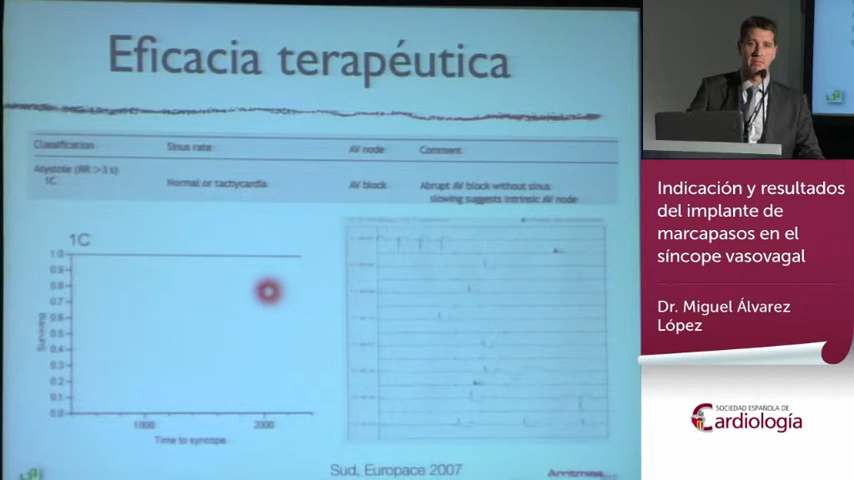 Eficacia terapéutica
Classification Sinus rate AV node Comment
Asystole (RR >3 s)
1C Normal or tachycardia AV block Abrupt AV block without sinus
slowing suggests intrinsic AV node
1C
1.0
0.9
0.8
0.7
0.6
0.5
0.4
0.3
0.2
0.1
0.0
Surviving
1000 2000
Time to syncope
Sud, Europace 2007
Arritmias
Indicación y resultados
del implante de
marcapasos en el
síncope vasovagal
Dr. Miguel Álvarez
López
SOCIEDAD ESPAÑOLA DE
Cardiología